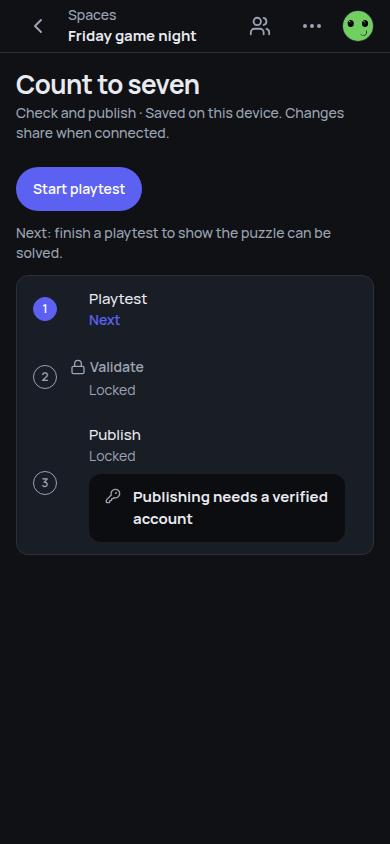 Spaces
Friday game night
Count to seven
Check and publish · Saved on this device. Changes
share when connected.
Start playtest
Next: finish a playtest to show the puzzle can be
solved.
1
Playtest
Next
2
Validate
Locked
3
Publish
Locked
Publishing needs a verified
account